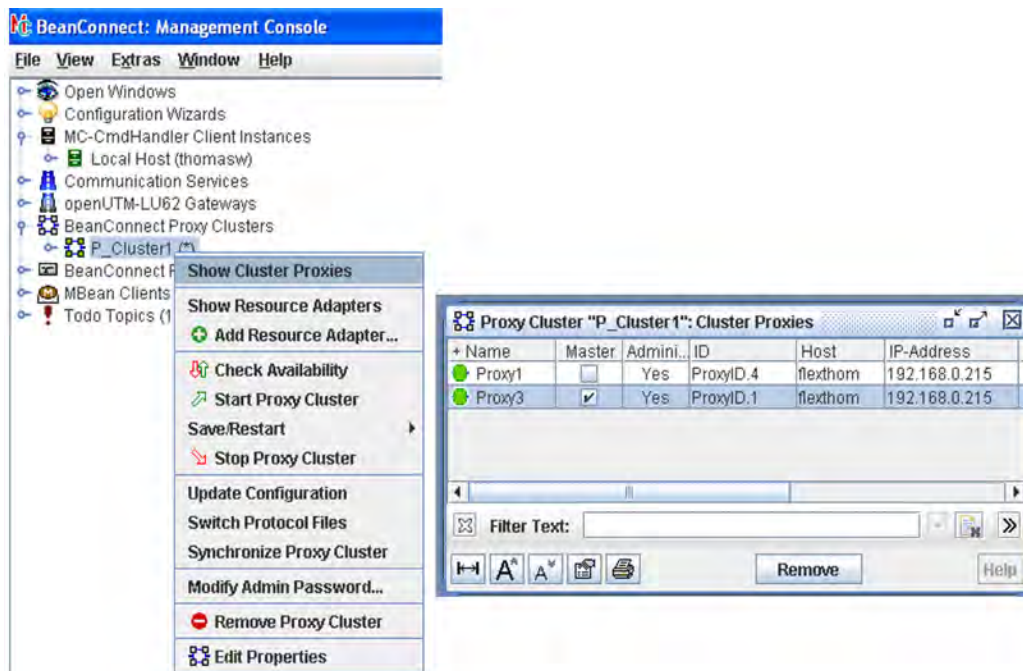 BeanConnect: Management Console
File View Extras Window Help
Open Windows
Configuration Wizards
MC-CmdHandler Client Instances
Local Host (thomasw)
Communication Services
openUTM-LU62 Gateways
BeanConnect Proxy Clusters
P_Cluster1 (*)
BeanConnect
MBean Clients
Todo Topics (1
Show Cluster Proxies
Show Resource Adapters
Add Resource Adapter...
Check Availability
Start Proxy Cluster
Save/Restart
Stop Proxy Cluster
Update Configuration
Switch Protocol Files
Synchronize Proxy Cluster
Modify Admin Password...
Remove Proxy Cluster
Edit Properties
Proxy Cluster "P_Cluster1": Cluster Proxies
+ Name Master Admini... ID Host IP-Address
Proxy1 Yes ProxyID.4 flexthom 192.168.0.215
Proxy3 Yes ProxyID.1 flexthom 192.168.0.215
Filter Text:
A A Remove Help